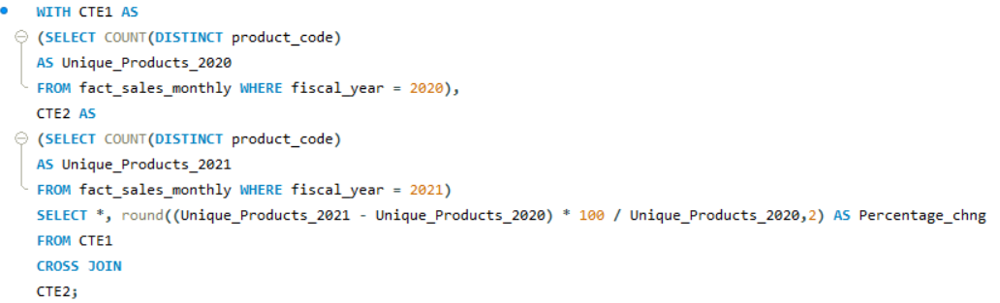 WITH CTE1 AS
(SELECT COUNT(DISTINCT product_code)
AS Unique_Products_2020
FROM fact_sales_monthly WHERE fiscal_year = 2020),
CTE2 AS
(SELECT COUNT(DISTINCT product_code)
AS Unique_Products_2021
FROM fact_sales_monthly WHERE fiscal_year = 2021)
SELECT *, round((Unique_Products_2021 - Unique_Products_2020) * 100 / Unique_Products_2020,2) AS Percentage_chng
FROM CTE1
CROSS JOIN
CTE2;